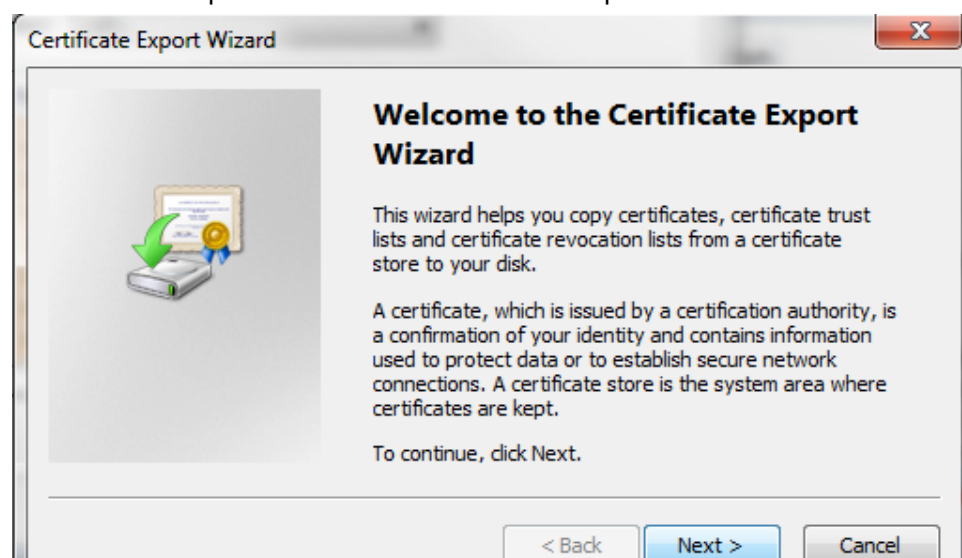 Certificate Export Wizard
Welcome to the Certificate Export
Wizard
This wizard helps you copy certificates, certificate trust
lists and certificate revocation lists from a certificate
store to your disk.
A certificate, which is issued by a certification authority, is
a confirmation of your identity and contains information
used to protect data or to establish secure network
connections. A certificate store is the system area where
certificates are kept.
To continue, click Next.
< Back Next > Cancel